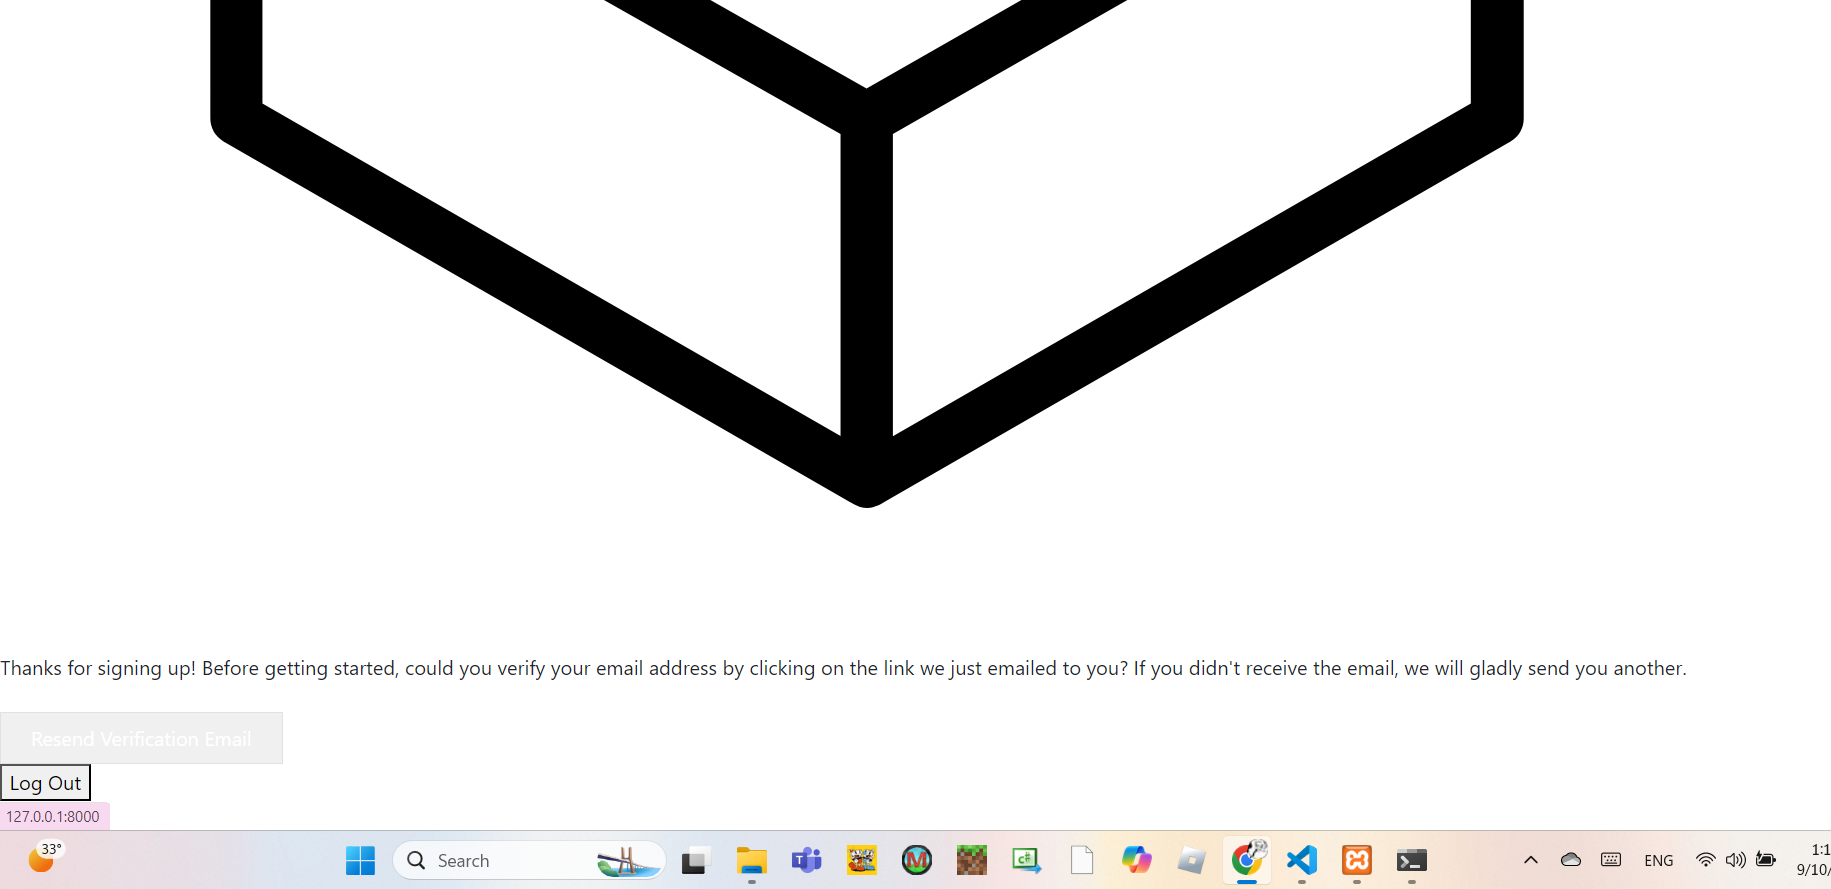 Thanks for signing up! Before getting started, could you verify your email address by clicking on the link we just emailed to you? If you didn't receive the email, we will gladly send you another.
Resend Verification Email
Log Out
127.0.0.1:8000
33°
Search
ENG
1:1
9/10/